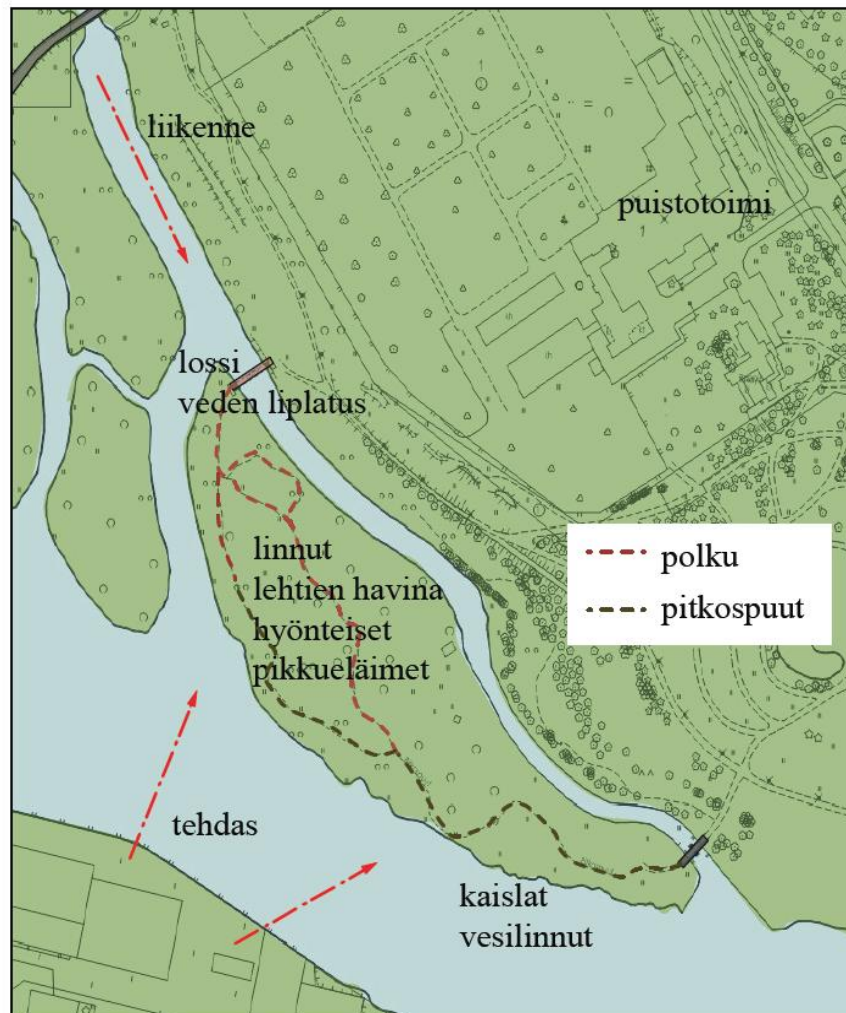 liikenne
puistotoimi
lossi
veden liplatus
linnut
lehtien havina
hyönteiset
pikkueläimet
polku
pitkospuut
tehdas
kaislat
vesilinnut